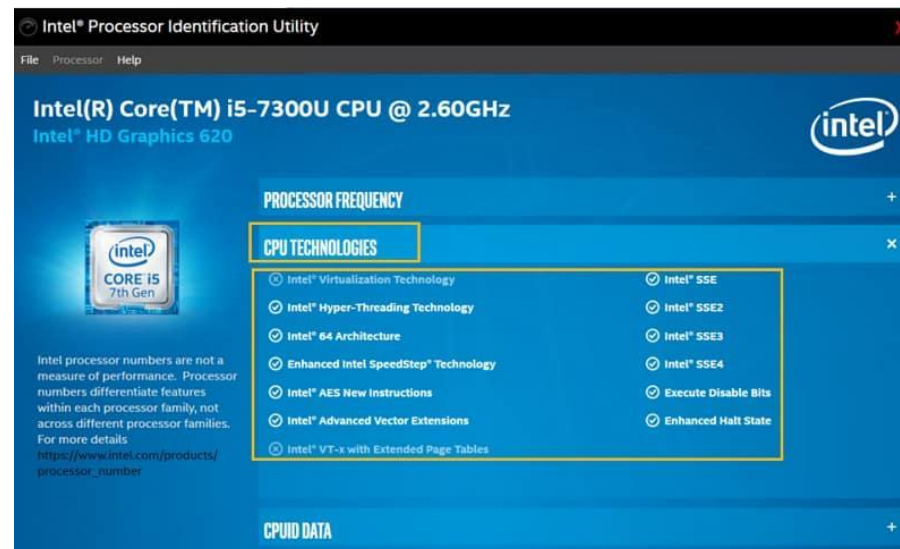 Intel® Processor Identification Utility
File Processor Help
Intel(R) Core(TM) i5-7300U CPU @ 2.60GHz
Intel® HD Graphics 620
intel
PROCESSOR FREQUENCY
CPU TECHNOLOGIES
intel
CORE i5
7th Gen
Intel® Virtualization Technology
Intel® Hyper-Threading Technology
Intel® 64 Architecture
Enhanced Intel SpeedStep® Technology
Intel® AES New Instructions
Intel® Advanced Vector Extensions
Intel® VT-x with Extended Page Tables
Intel® SSE
Intel® SSE2
Intel® SSE3
Intel® SSE4
Execute Disable Bits
Enhanced Halt State
Intel processor numbers are not a
measure of performance. Processor
numbers differentiate features
within each processor family, not
across different processor families.
For more details
https://www.intel.com/products/
processor_number
CPUID DATA